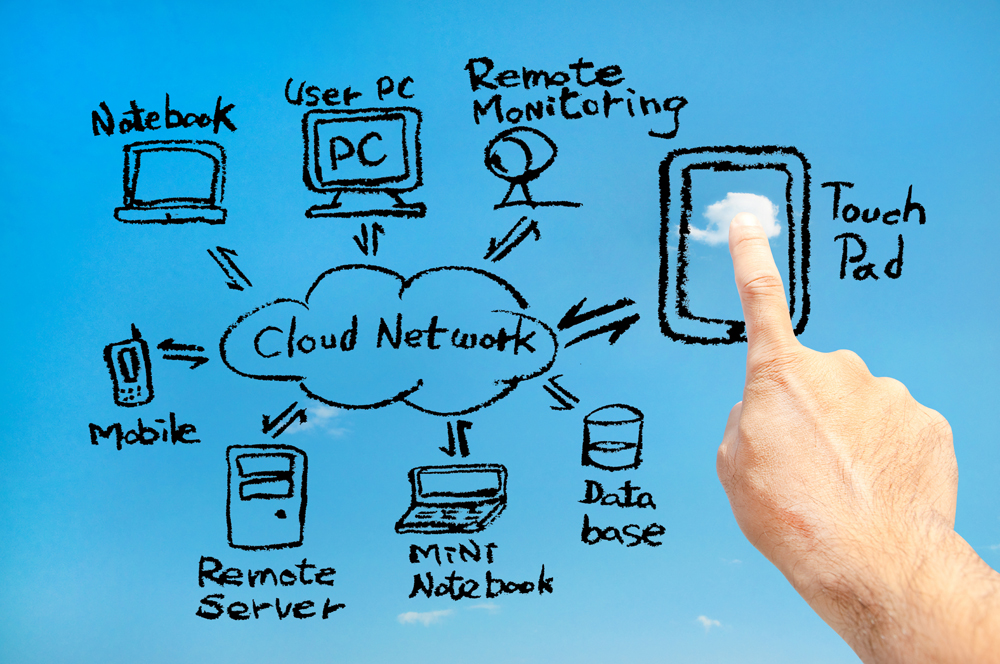 Notebook
User PC
PC
Remote
Monitoring
Touch
Pad
Cloud Network
Mobile
Remote
Server
Mini
Notebook
Data
base